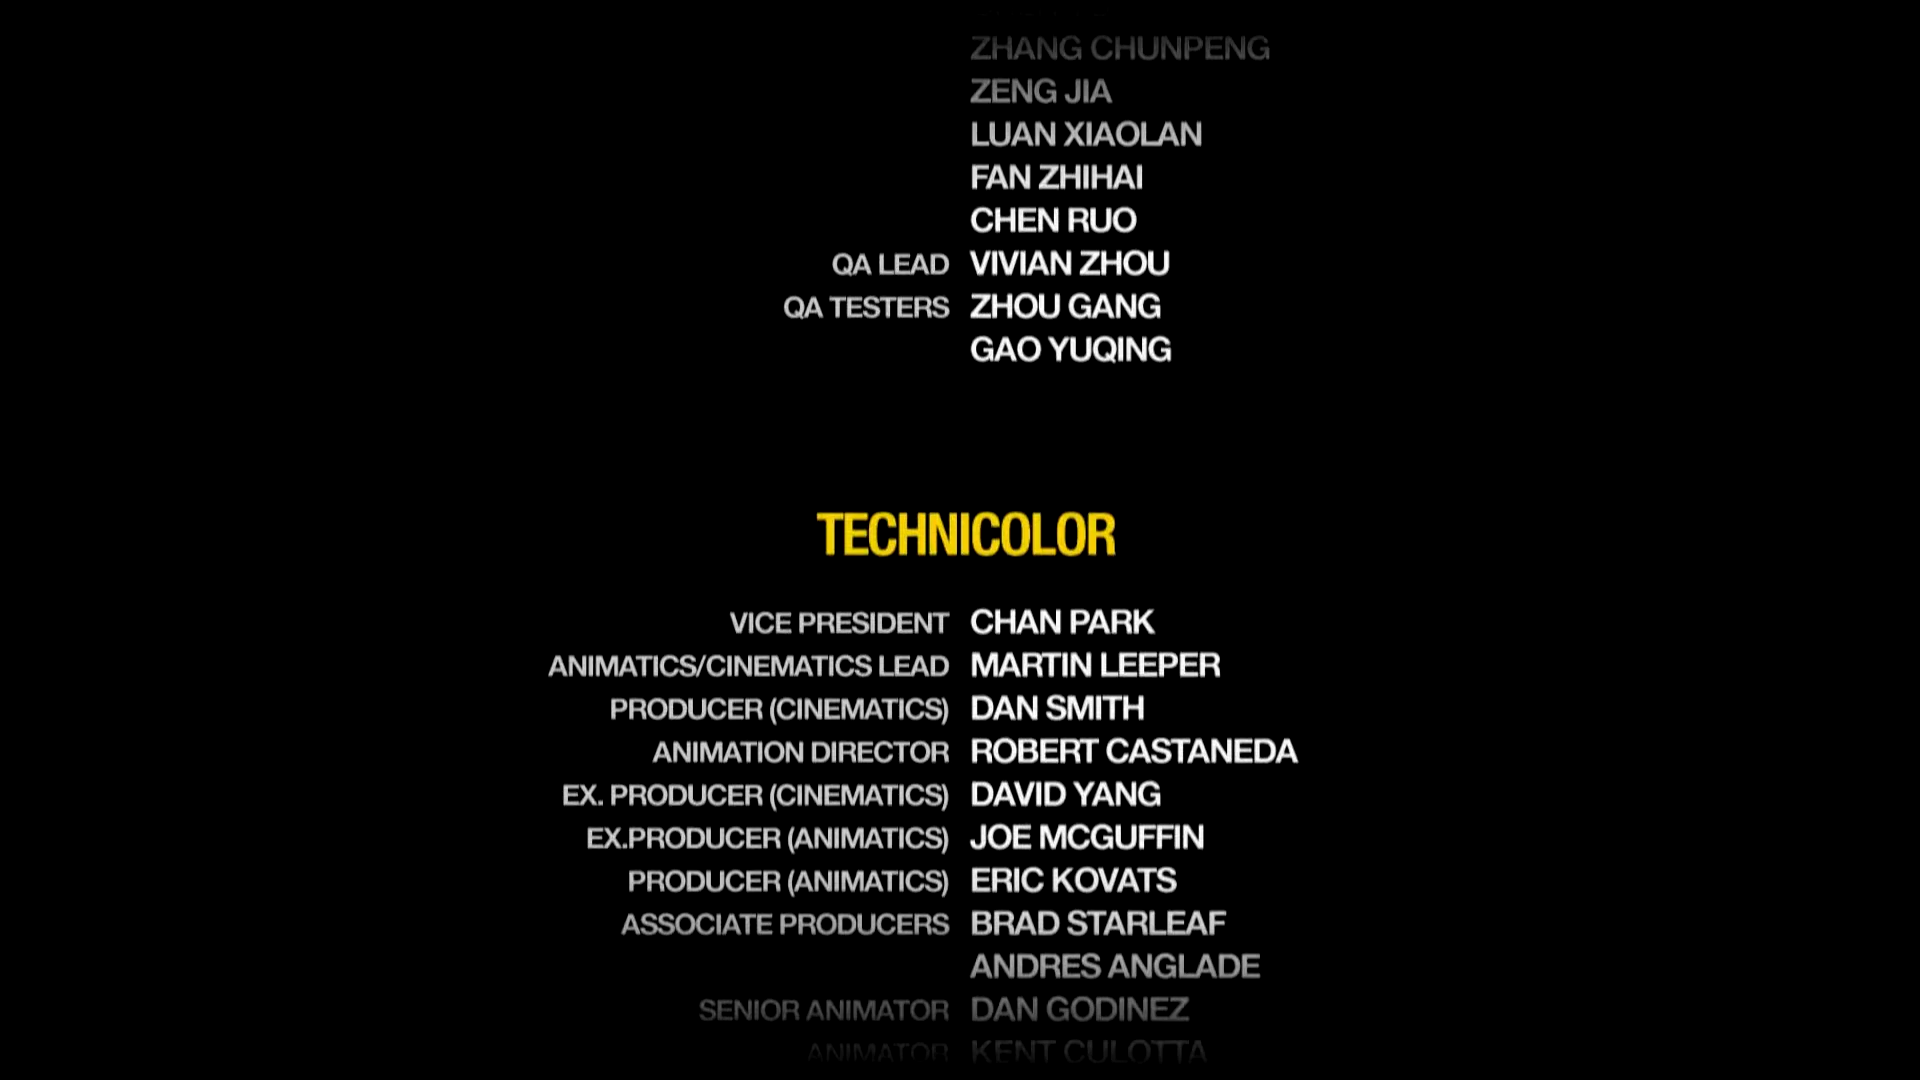 ZHANG CHUNPENG
ZENG JIA
LUAN XIAOLAN
FAN ZHIHAI
CHEN RUO
QA LEAD VIVIAN ZHOU
QA TESTERS ZHOU GANG
GAO YUQING
TECHNICOLOR
VICE PRESIDENT CHAN PARK
ANIMATICS/CINEMATICS LEAD MARTIN LEEPER
PRODUCER (CINEMATICS) DAN SMITH
ANIMATION DIRECTOR ROBERT CASTANEDA
EX. PRODUCER (CINEMATICS) DAVID YANG
EX.PRODUCER (ANIMATICS) JOE MCGUFFIN
PRODUCER (ANIMATICS) ERIC KOVATS
ASSOCIATE PRODUCERS BRAD STARLEAF
ANDRES ANGLADE
SENIOR ANIMATOR DAN GODINEZ
ANIMATOR KENT CULOTTA